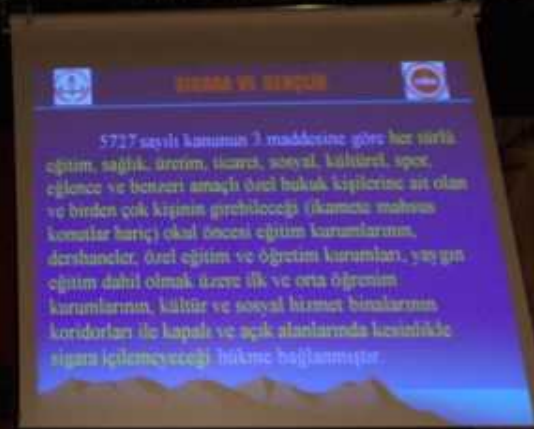 SİGARA VE GENÇLİK
5727 sayılı kanunun 3. maddesine göre her türlü
eğitim, sağlık, üretim, ticaret, sosyal, kültürel, spor,
eğlence ve benzeri amaçlı özel hukuk kişilerine ait olan
ve birden çok kişinin girebileceği (ikamete mahsus
konutlar hariç) okul öncesi eğitim kurumlarının,
dershaneler, özel eğitim ve öğretim kurumları, yaygın
eğitim dahil olmak üzere ilk ve orta öğrenim
kurumlarının, kültür ve sosyal hizmet binalarının
koridorları ile kapalı ve açık alanlarında kesinlikle
sigara içilemeyeceği hükme bağlanmıştır.